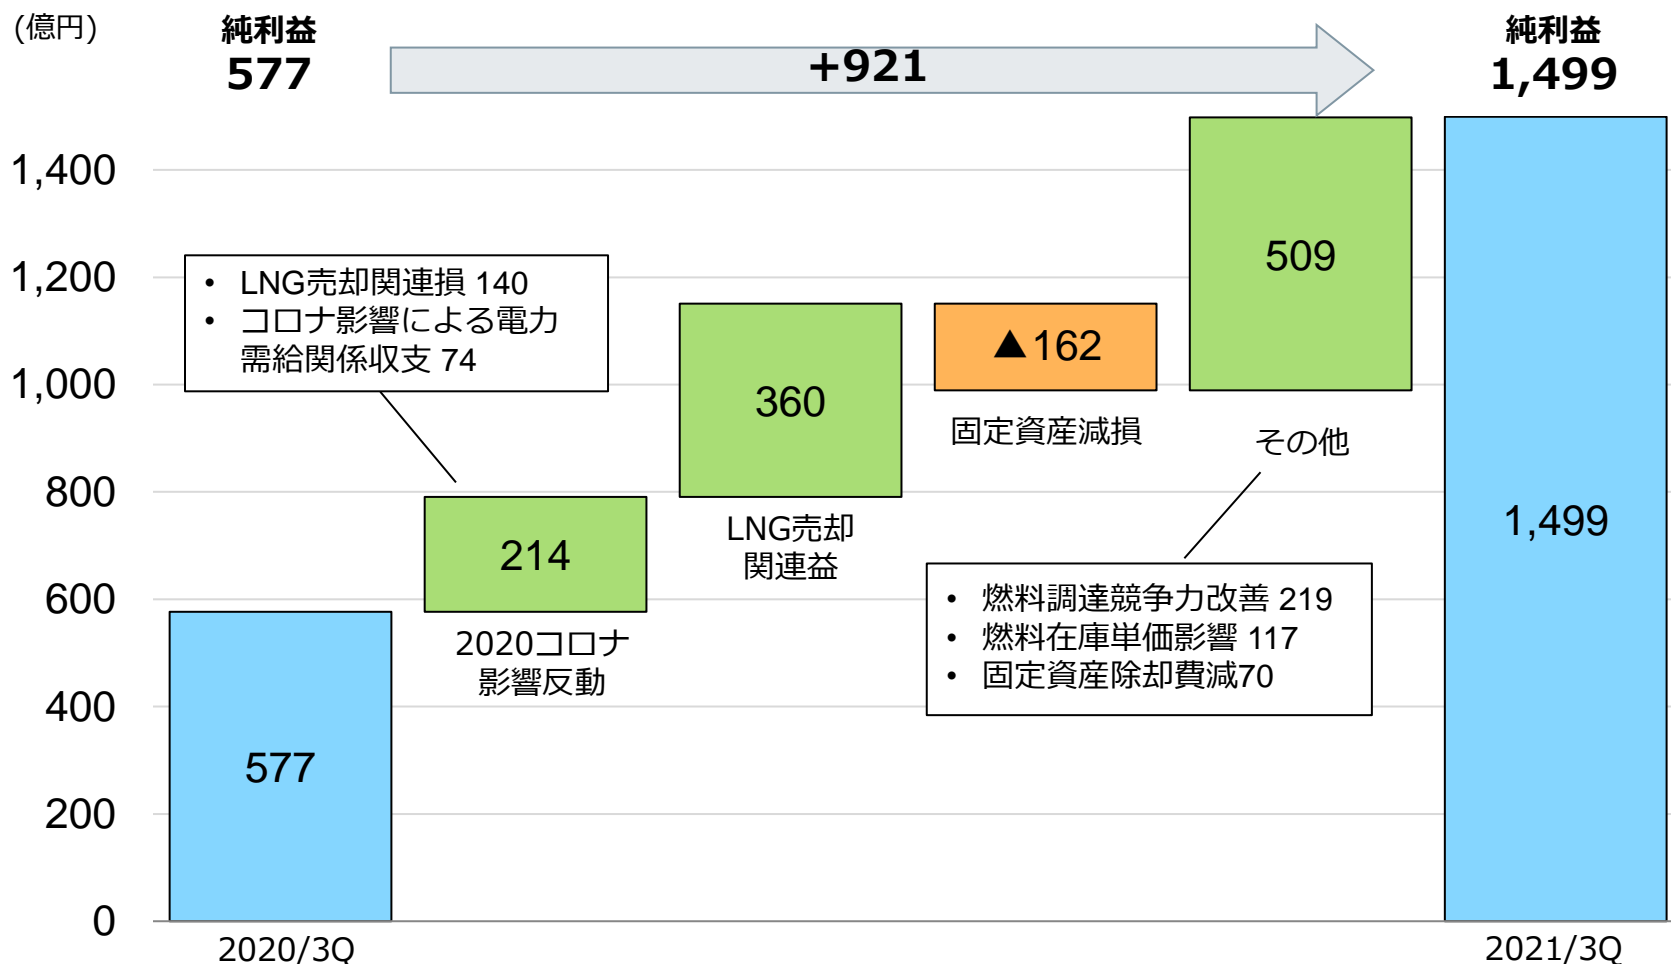 (億円)
純利益
577
+921
純利益
1,499
1,400
1,200
1,000
800
600
400
200
0
• LNG売却関連損 140
• コロナ影響による電力
需給関係収支 74
577
214
360
▲162
509
1,499
2020コロナ
影響反動
LNG売却
関連益
固定資産減損
その他
• 燃料調達競争力改善 219
• 燃料在庫単価影響 117
• 固定資産除却費減70
2020/3Q
2021/3Q